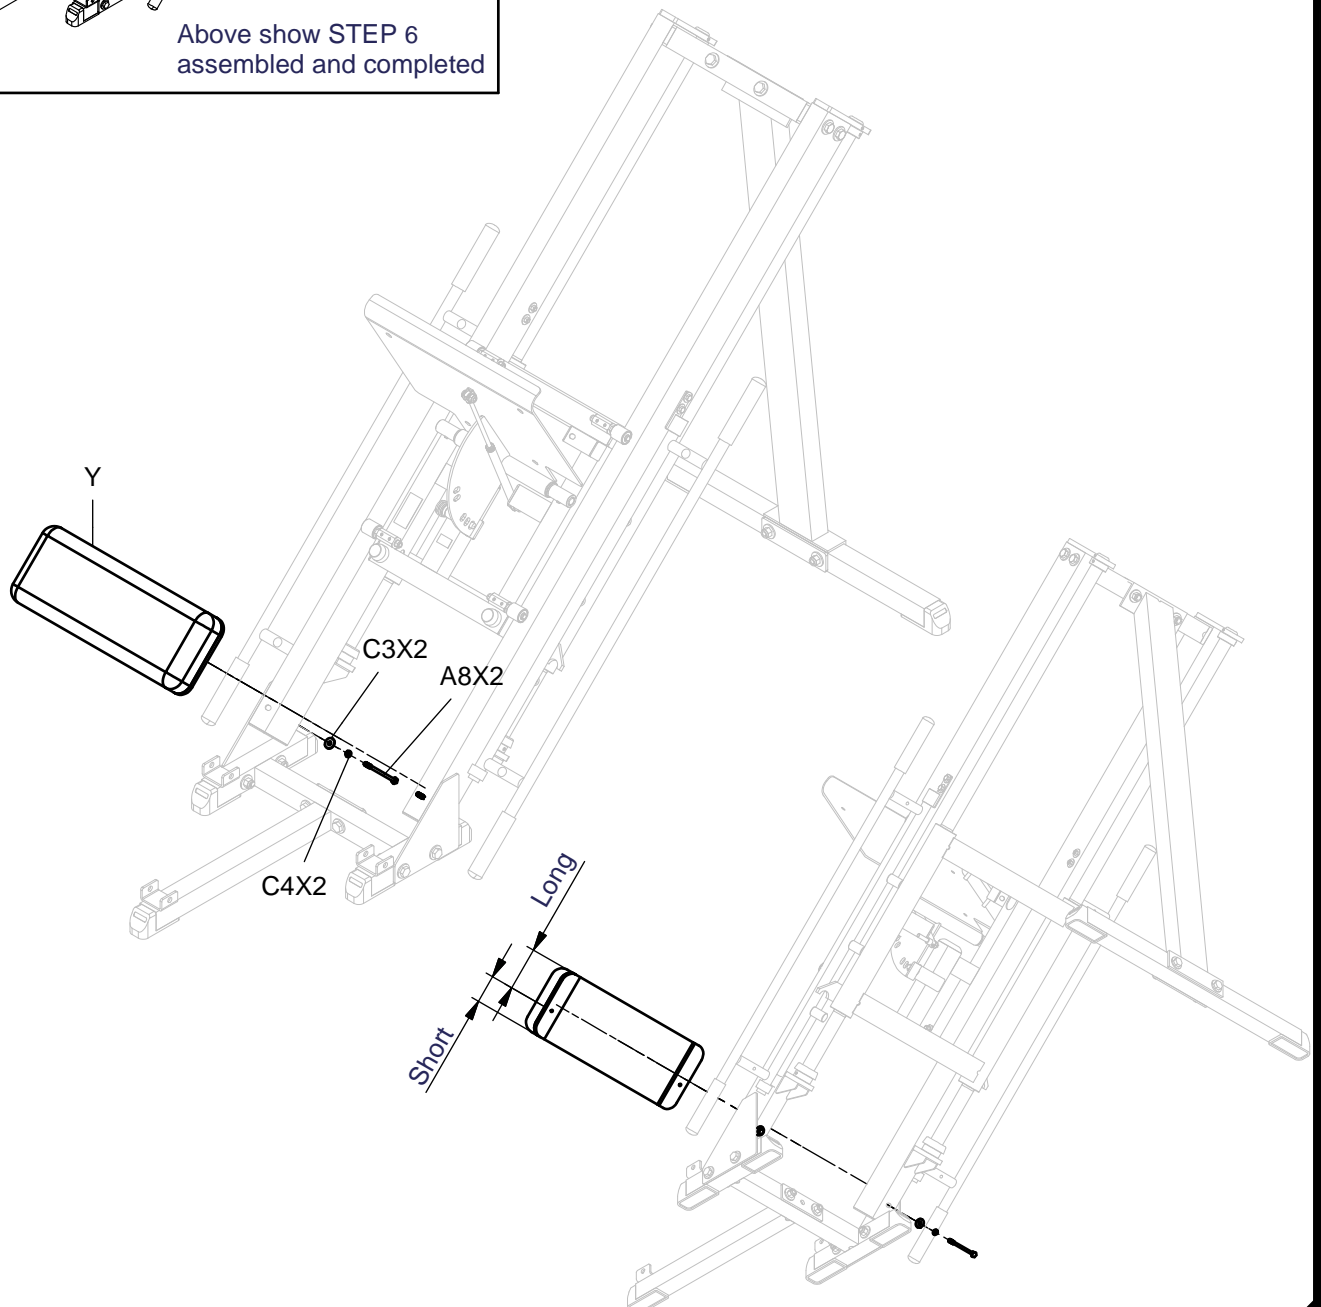 Above show STEP 6
assembled and completed
Y
C3X2
A8X2
C4X2
Long
Short